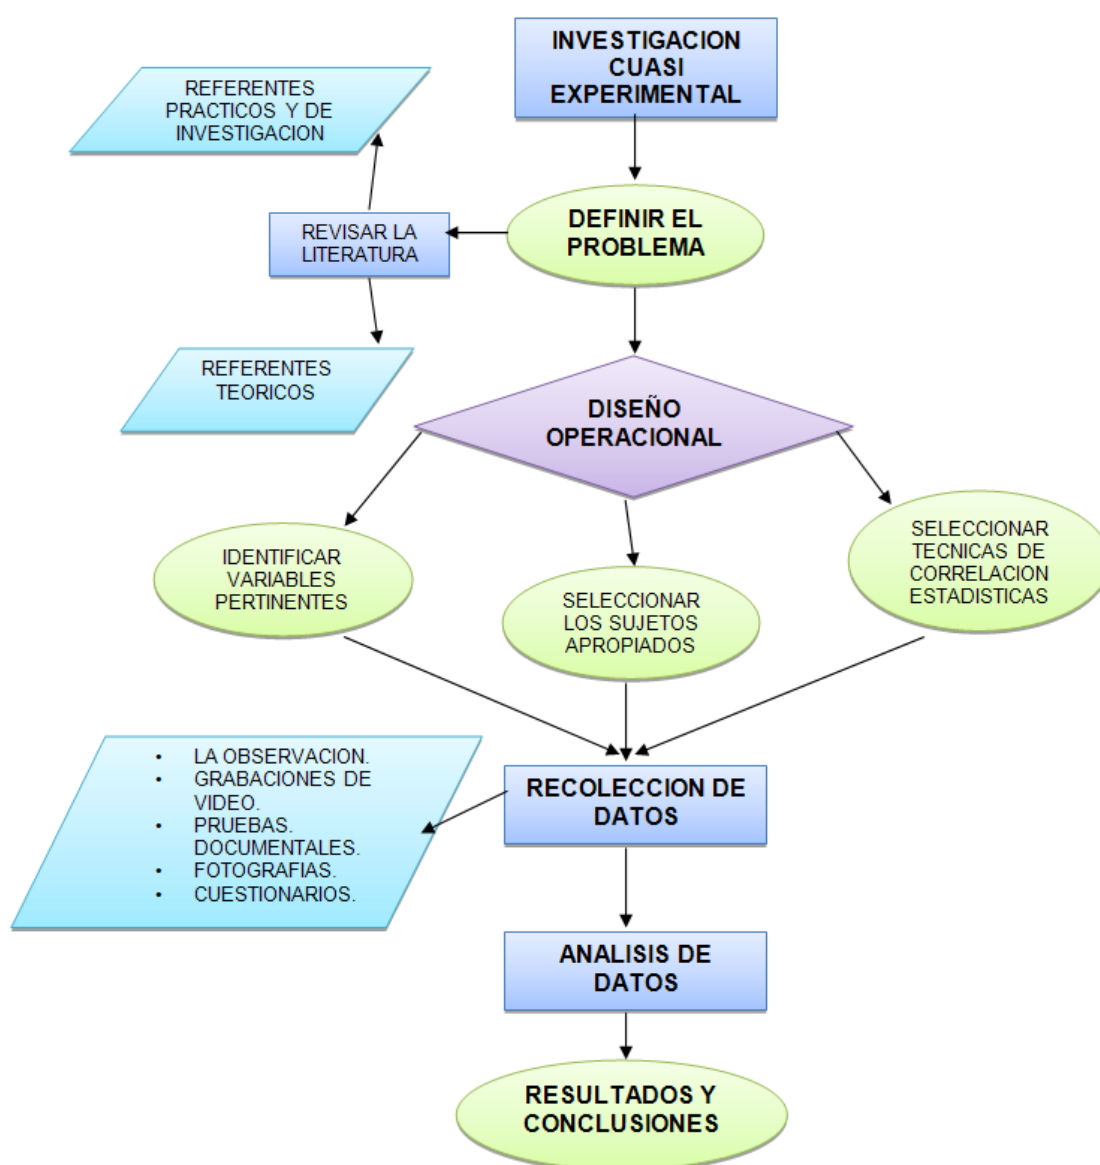 INVESTIGACION
CUASI
EXPERIMENTAL
REFERENTES
PRACTICOS Y DE
INVESTIGACION
DEFINIR EL
PROBLEMA
REVISAR LA
LITERATURA
REFERENTES
TEORICOS
DISEÑO
OPERACIONAL
IDENTIFICAR
VARIABLES
PERTINENTES
SELECCIONAR
LOS SUJETOS
APROPIADOS
SELECCIONAR
TECNICAS DE
CORRELACION
ESTADISTICAS
• LA OBSERVACION.
• GRABACIONES DE
VIDEO.
• PRUEBAS.
DOCUMENTALES.
• FOTOGRAFIAS.
• CUESTIONARIOS.
RECOLECCION DE
DATOS
ANALISIS DE
DATOS
RESULTADOS Y
CONCLUSIONES